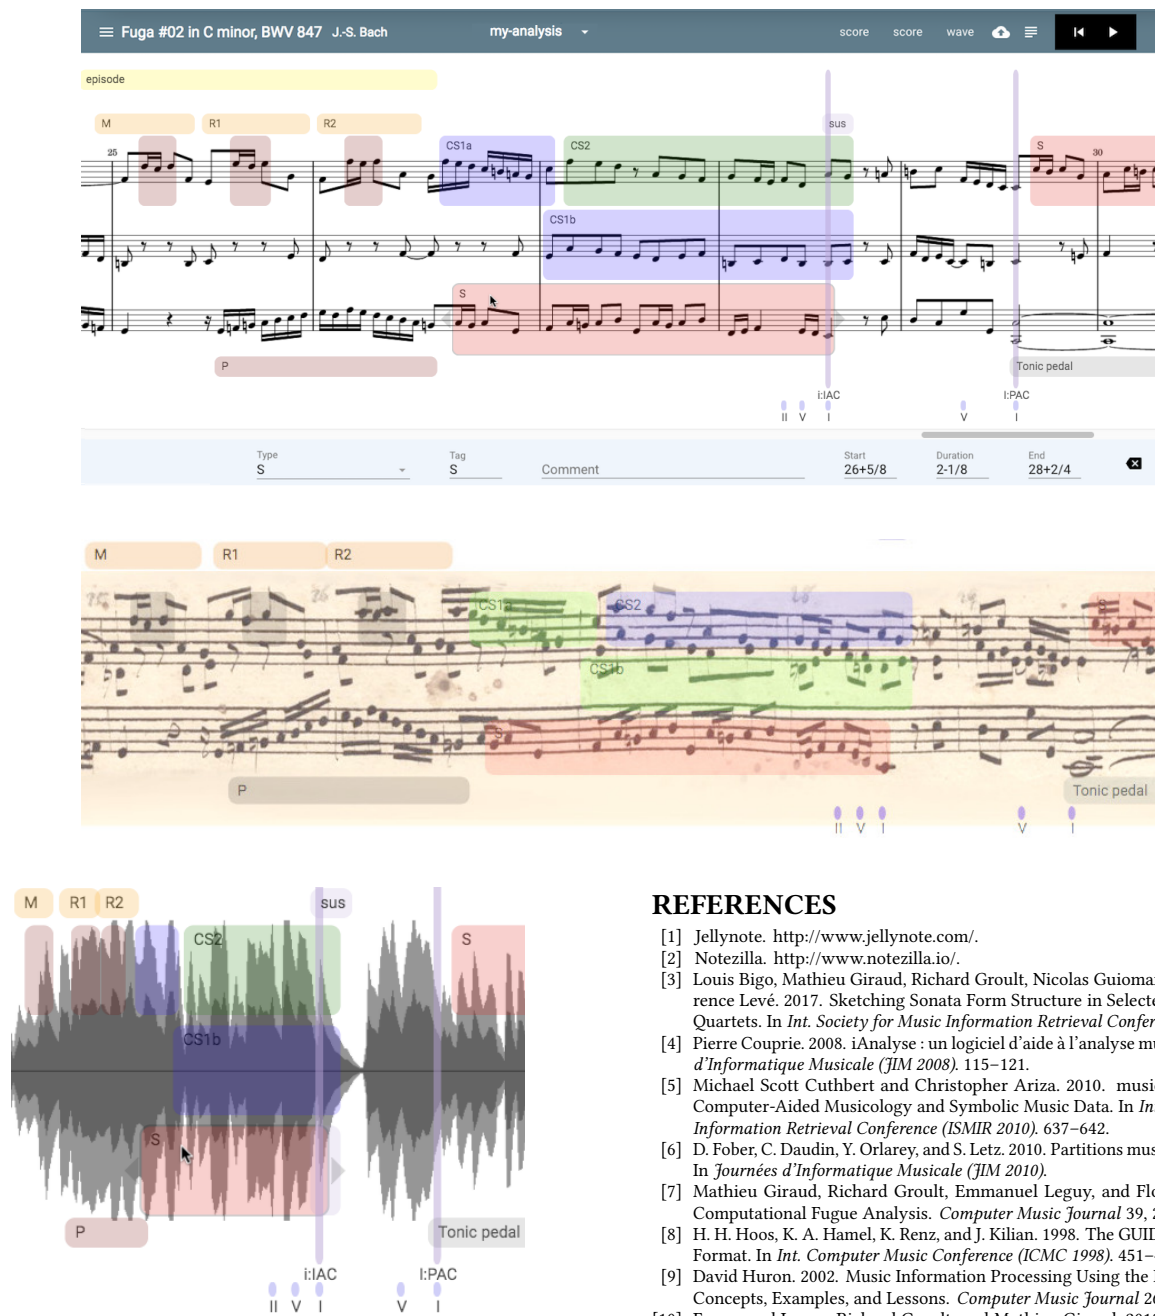 Fuga #02 in C minor, BWV 847 J.-S. Bach my-analysis score score wave
episode
M R1 R2 sus
25 CS1a CS2 S 30
CS1b
S
P Tonic pedal
i:IAC I:PAC
II V I V I
Type Tag Start Duration End
S S Comment 26+5/8 2-1/8 28+2/4
M R1 R2
25 26 28 29
CS1a CS2 S
CS1b
S
P Tonic pedal
II V I V I
M R1 R2 sus
CS2 S
CS1b
S
P Tonic pedal
i:IAC I:PAC
II V I V I
REFERENCES
[1] Jellynote. http://www.jellynote.com/.
[2] Notezilla. http://www.notezilla.io/.
[3] Louis Bigo, Mathieu Giraud, Richard Groult, Nicolas Guiomar
rence Levé. 2017. Sketching Sonata Form Structure in Selecte
Quartets. In Int. Society for Music Information Retrieval Confer
[4] Pierre Couprie. 2008. iAnalyse : un logiciel d'aide à l'analyse mu
d'Informatique Musicale (JIM 2008). 115–121.
[5] Michael Scott Cuthbert and Christopher Ariza. 2010. music
Computer-Aided Musicology and Symbolic Music Data. In In
Information Retrieval Conference (ISMIR 2010). 637–642.
[6] D. Fober, C. Daudin, Y. Orlarey, and S. Letz. 2010. Partitions mus
In Journées d'Informatique Musicale (JIM 2010).
[7] Mathieu Giraud, Richard Groult, Emmanuel Leguy, and Flo
Computational Fugue Analysis. Computer Music Journal 39, 2
[8] H. H. Hoos, K. A. Hamel, K. Renz, and J. Kilian. 1998. The GUID
Format. In Int. Computer Music Conference (ICMC 1998). 451–
[9] David Huron. 2002. Music Information Processing Using the
Concepts, Examples, and Lessons. Computer Music Journal 26